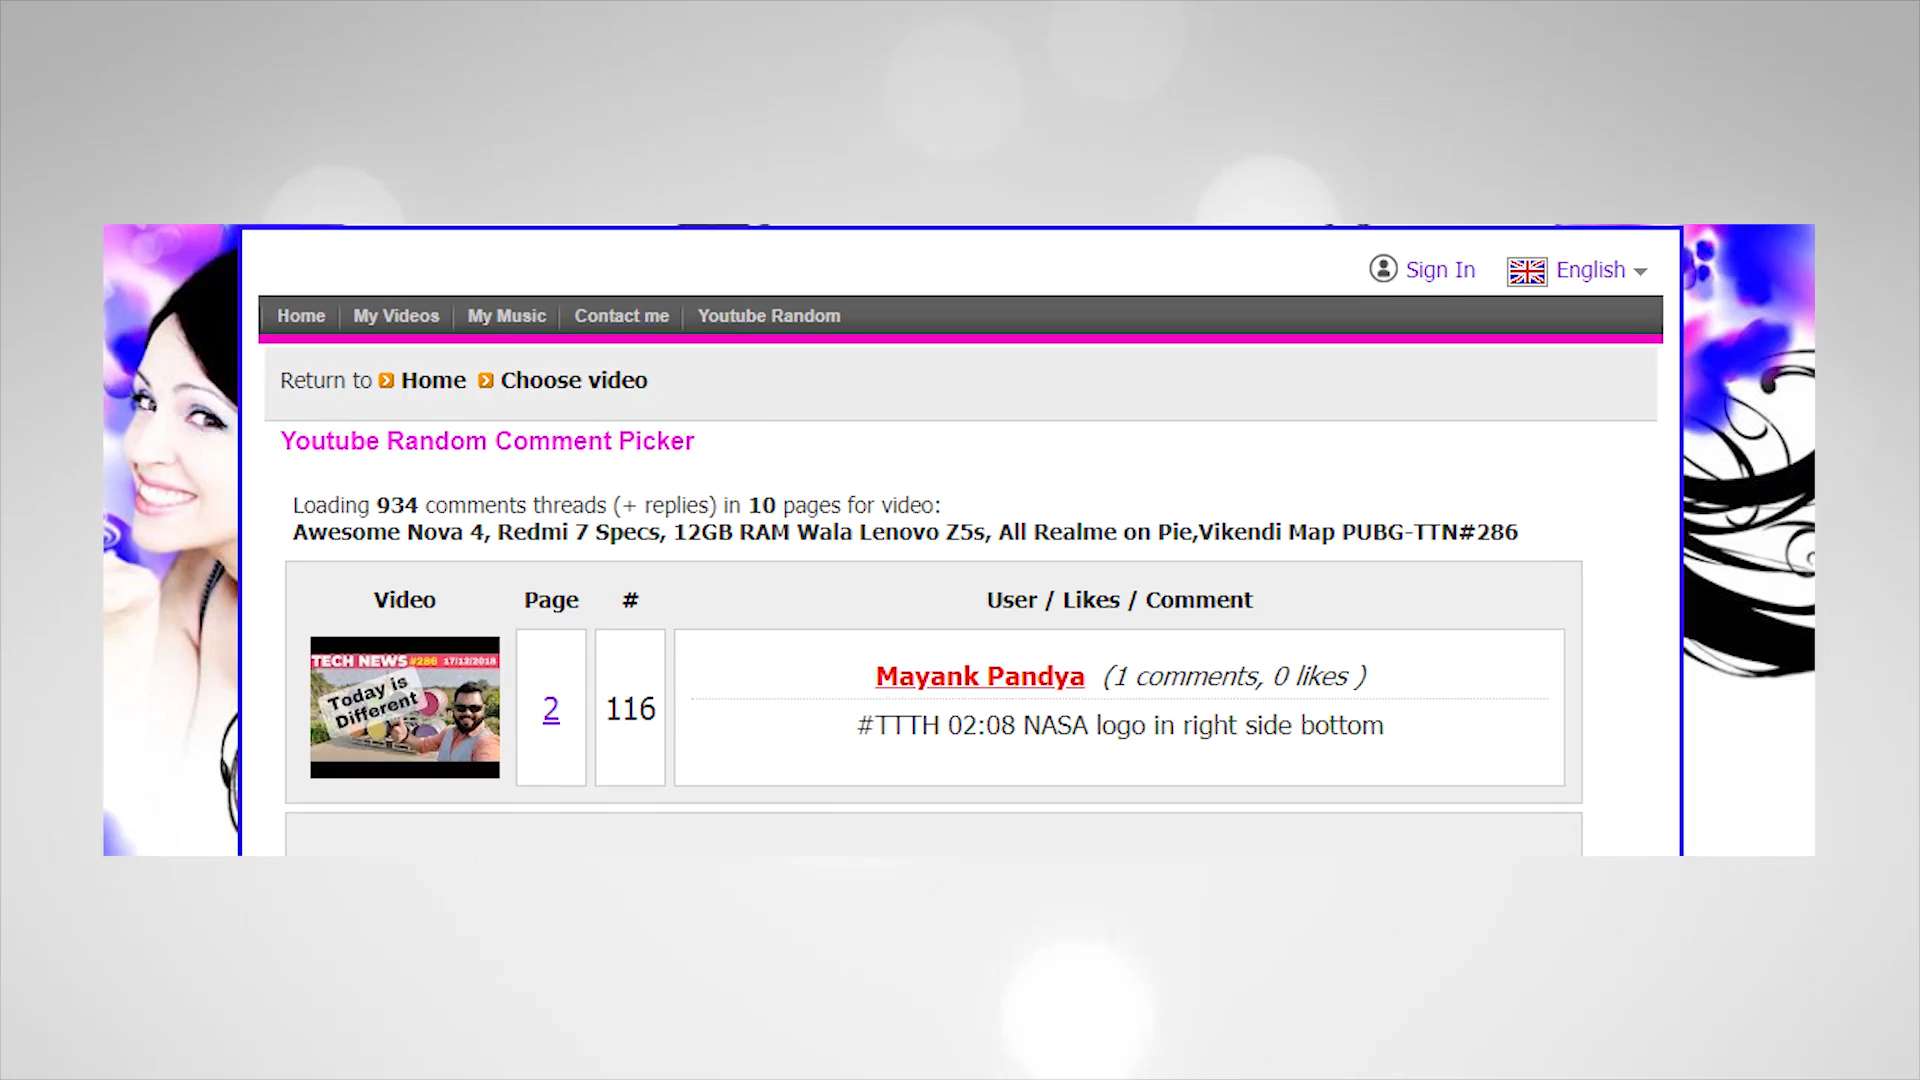 Sign In English
Home My Videos My Music Contact me Youtube Random
Return to Home Choose video
Youtube Random Comment Picker
Loading 934 comments threads (+ replies) in 10 pages for video:
Awesome Nova 4, Redmi 7 Specs, 12GB RAM Wala Lenovo Z5s, All Realme on Pie,Vikendi Map PUBG-TTN#286
Video Page # User / Likes / Comment
TECH NEWS #286 17/12/2018
Today is
Different
2
116
Mayank Pandya (1 comments, 0 likes )
#TTTH 02:08 NASA logo in right side bottom